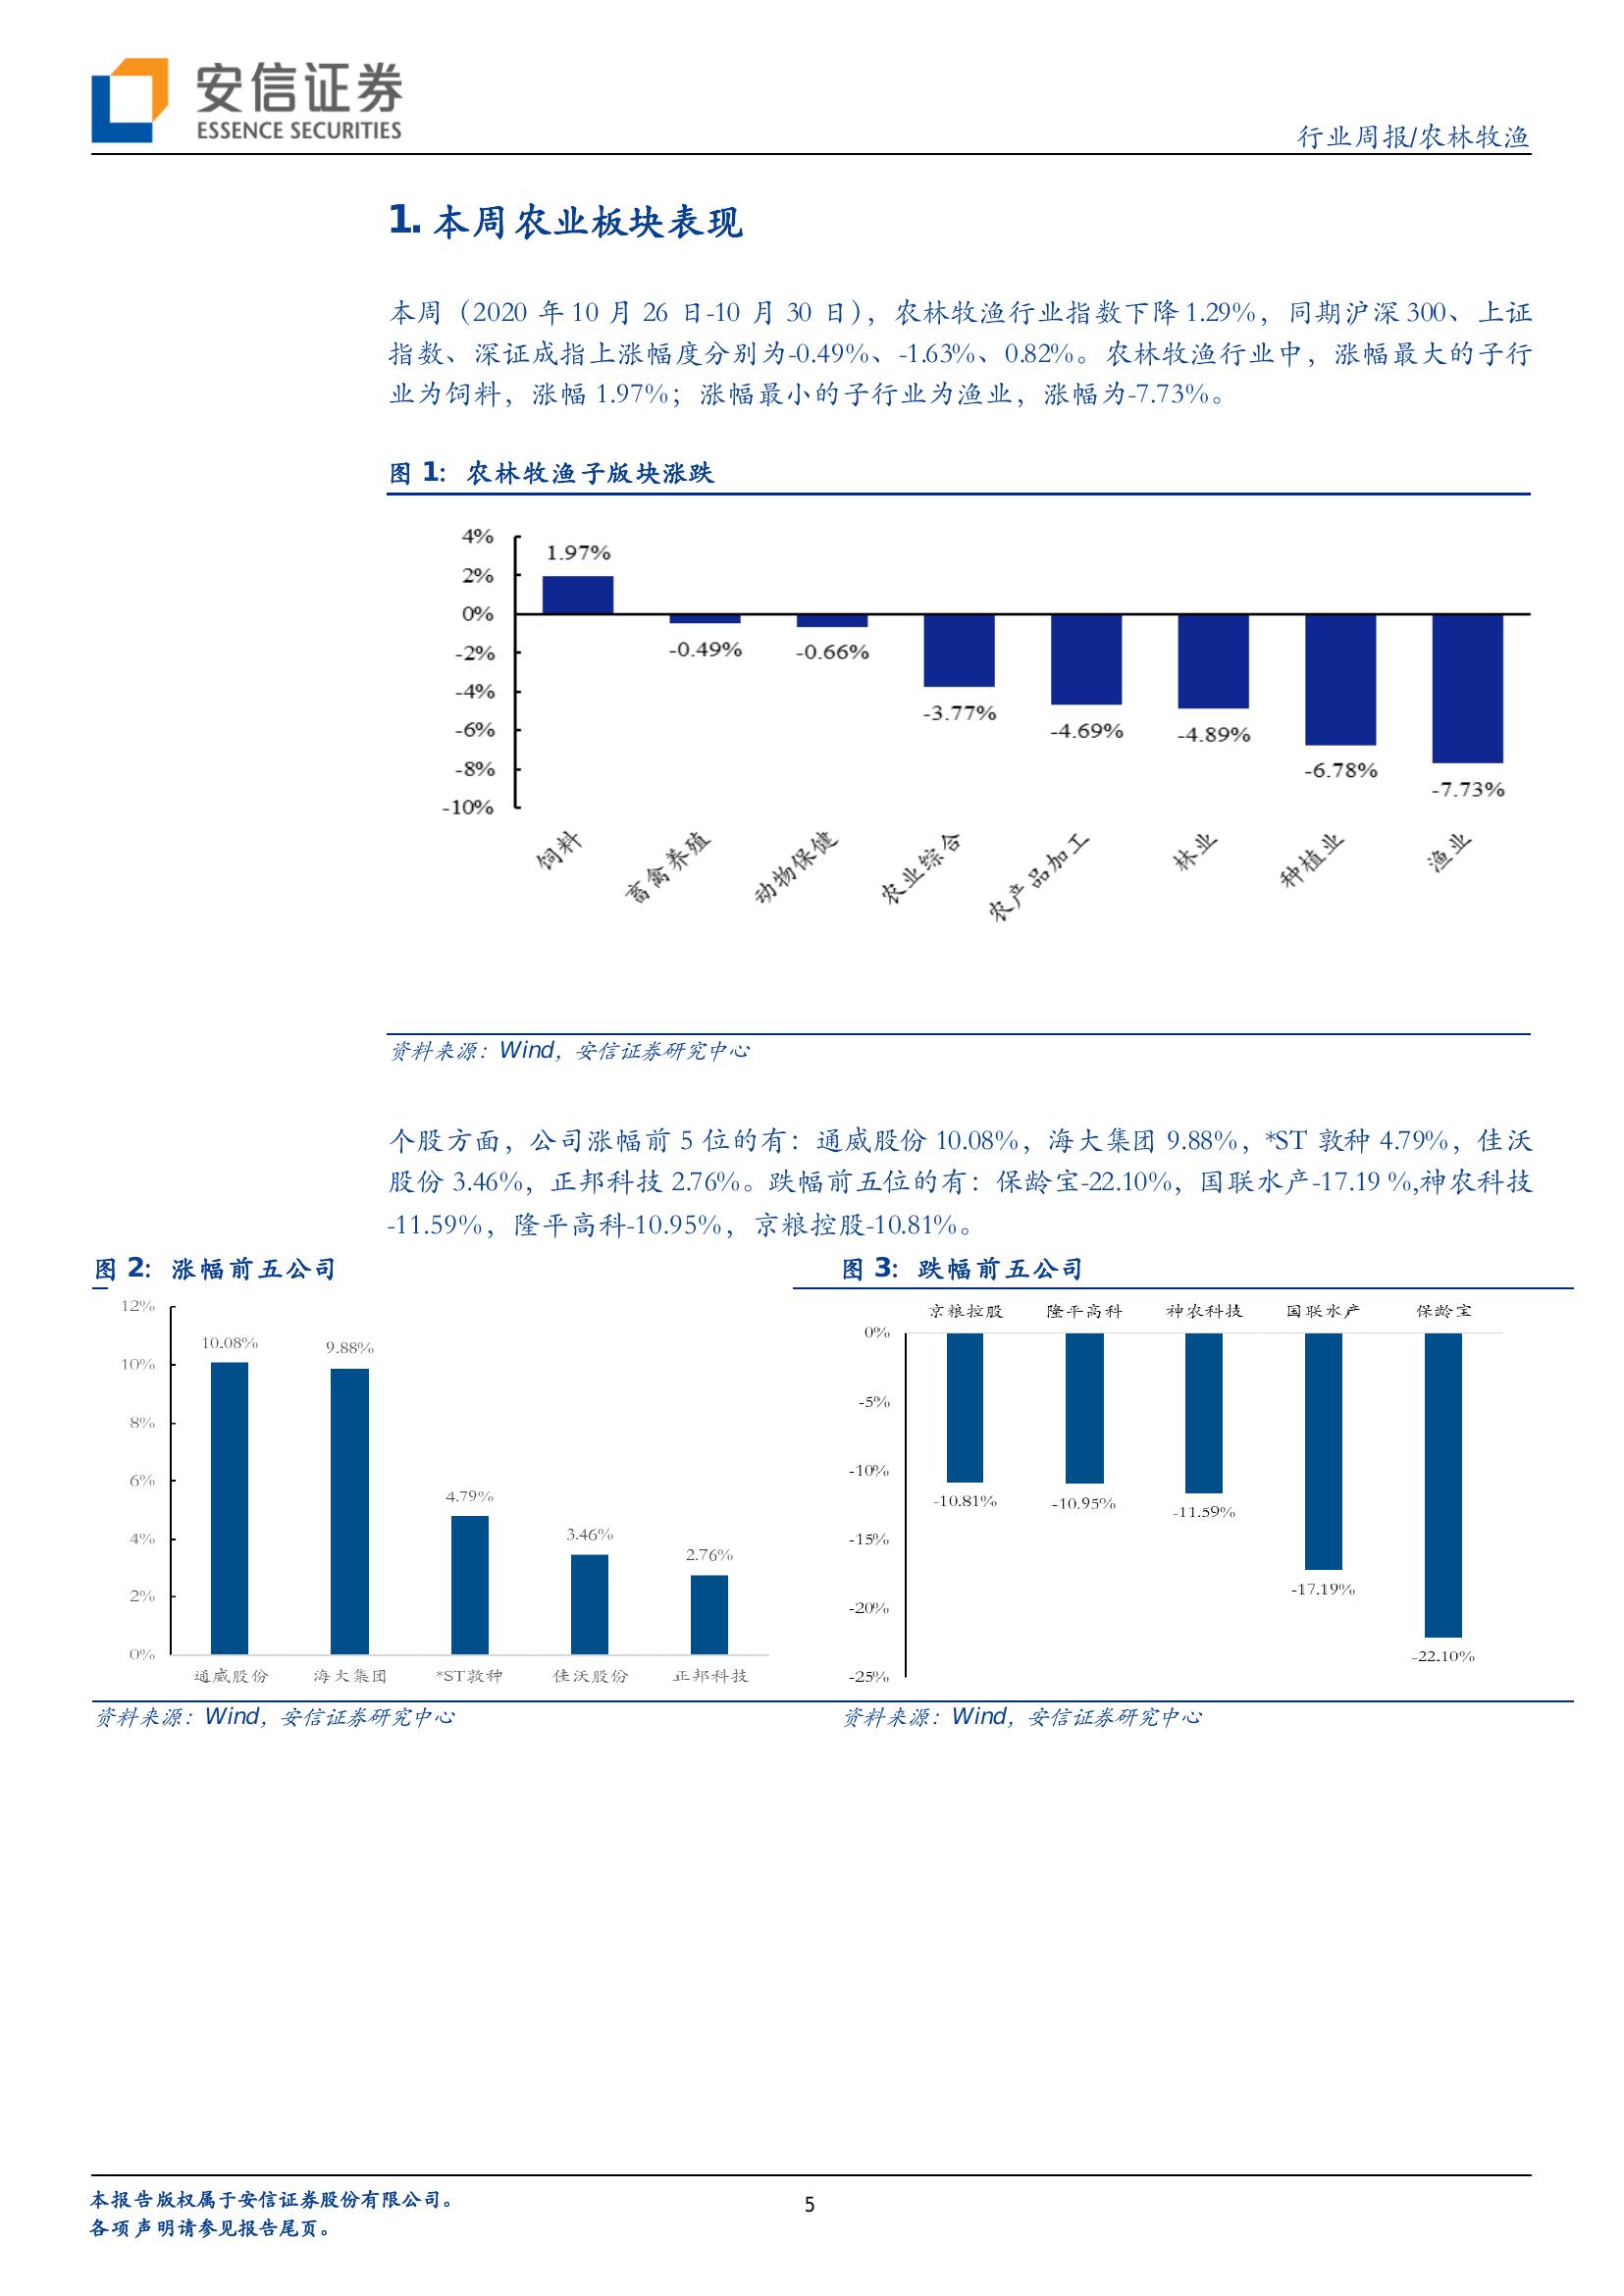 安信证券
ESSENCE SECURITIES
行业周报/农林牧渔
1. 本周农业板块表现
本周（2020 年 10 月 26 日-10 月 30 日），农林牧渔行业指数下降 1.29%，同期沪深 300、上证
指数、深证成指上涨幅度分别为-0.49%、-1.63%、0.82%。农林牧渔行业中，涨幅最大的子行
业为饲料，涨幅 1.97%；涨幅最小的子行业为渔业，涨幅为-7.73%。
图 1：农林牧渔子版块涨跌
4%
2%
0%
-2%
-4%
-6%
-8%
-10%
1.97%
-0.49%
-0.66%
-3.77%
-4.69%
-4.89%
-6.78%
-7.73%
饲料
畜禽养殖
动物保健
农业综合
农产品加工
林业
种植业
渔业
资料来源：Wind，安信证券研究中心
个股方面，公司涨幅前 5 位的有：通威股份 10.08%，海大集团 9.88%，*ST 敦种 4.79%，佳沃
股份 3.46%，正邦科技 2.76%。跌幅前五位的有：保龄宝-22.10%，国联水产-17.19 %,神农科技
-11.59%，隆平高科-10.95%，京粮控股-10.81%。
图 2：涨幅前五公司
12%
10%
8%
6%
4%
2%
0%
10.08%
9.88%
4.79%
3.46%
2.76%
通威股份
海大集团
*ST敦种
佳沃股份
正邦科技
资料来源：Wind，安信证券研究中心
图 3：跌幅前五公司
京粮控股
隆平高科
神农科技
国联水产
保龄宝
0%
-5%
-10%
-15%
-20%
-25%
-10.81%
-10.95%
-11.59%
-17.19%
-22.10%
资料来源：Wind，安信证券研究中心
本报告版权属于安信证券股份有限公司。
各项声明请参见报告尾页。
5